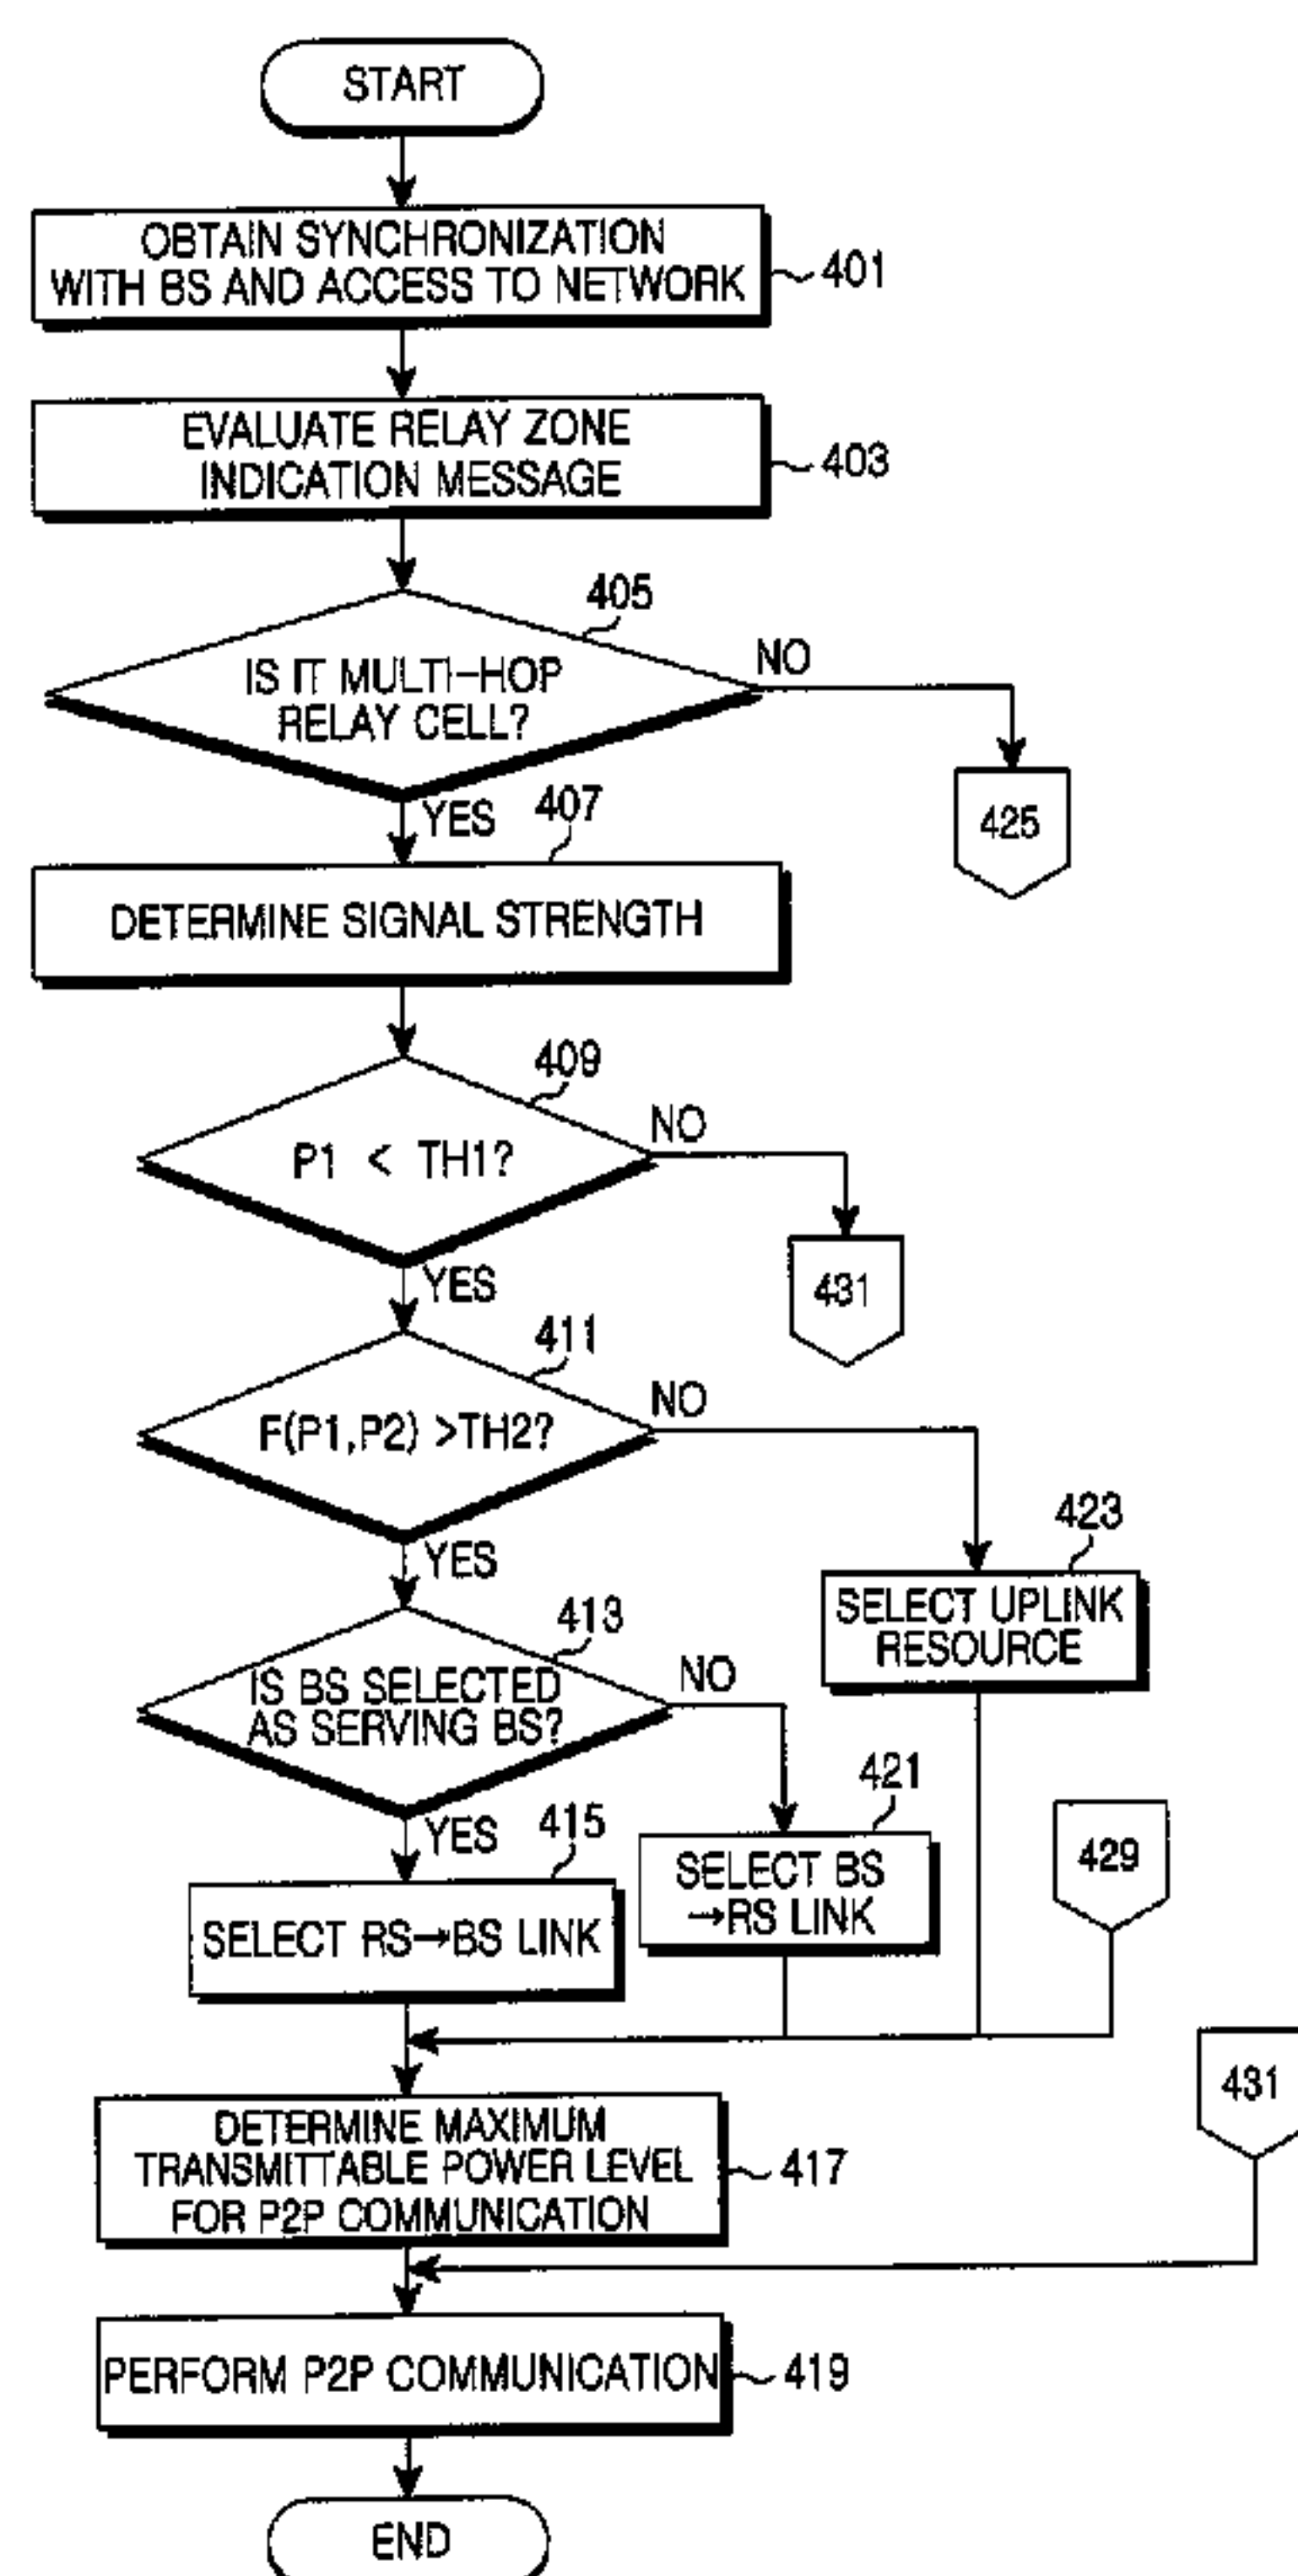 START
OBTAIN SYNCHRONIZATION
WITH BS AND ACCESS TO NETWORK
401
EVALUATE RELAY ZONE
INDICATION MESSAGE
403
405
IS IT MULTI-HOP
RELAY CELL?
NO
425
YES
407
DETERMINE SIGNAL STRENGTH
409
P1 < TH1?
NO
431
YES
411
F(P1,P2) >TH2?
NO
423
SELECT UPLINK
RESOURCE
YES
413
IS BS SELECTED
AS SERVING BS?
NO
421
SELECT BS
→RS LINK
429
YES
415
SELECT RS→BS LINK
431
DETERMINE MAXIMUM
TRANSMITTABLE POWER LEVEL
FOR P2P COMMUNICATION
417
PERFORM P2P COMMUNICATION
419
END